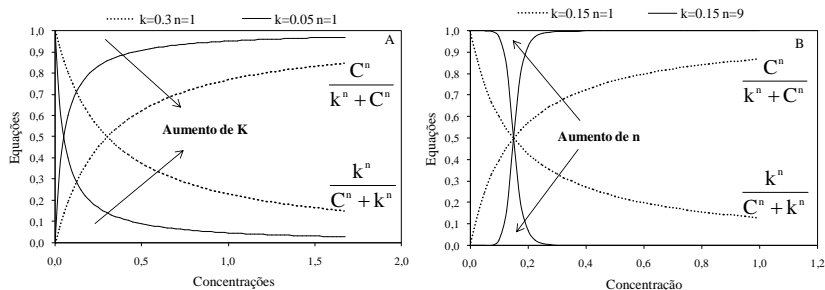 k=0.3 n=1 k=0.05 n=1
A
1,0
0,9
0,8
0,7
0,6
0,5
0,4
0,3
0,2
0,1
0,0
Equações
C^n / (k^n + C^n)
Aumento de K
k^n / (C^n + k^n)
0,0 0,5 1,0 1,5 2,0
Concentrações
k=0.15 n=1 k=0.15 n=9
B
1,0
0,9
0,8
0,7
0,6
0,5
0,4
0,3
0,2
0,1
0,0
Equações
C^n / (k^n + C^n)
Aumento de n
k^n / (C^n + k^n)
0,0 0,2 0,4 0,6 0,8 1,0 1,2
Concentração